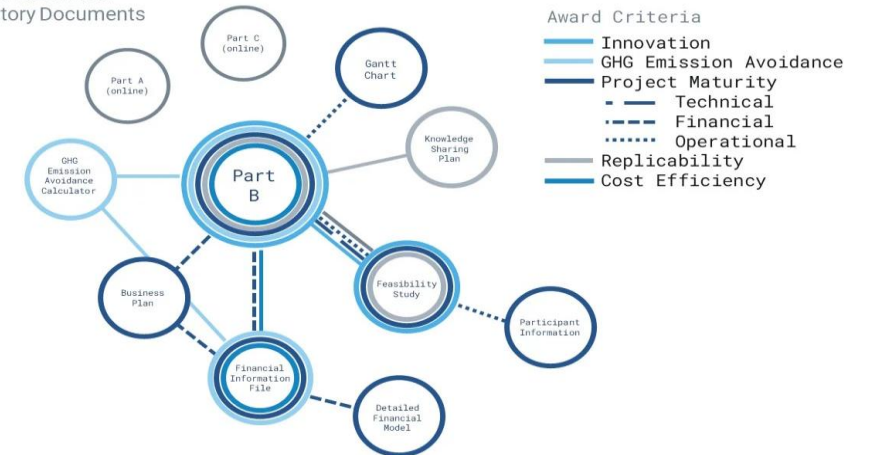 tory Documents
Part A
(online)
Part C
(online)
Gantt
Chart
Knowledge
Sharing
Plan
GHG
Emission
Avoidance
Calculator
Part
B
Business
Plan
Feasibility
Study
Participant
Information
Financial
Information
File
Detailed
Financial
Model
Award Criteria
Innovation
GHG Emission Avoidance
Project Maturity
Technical
Financial
Operational
Replicability
Cost Efficiency